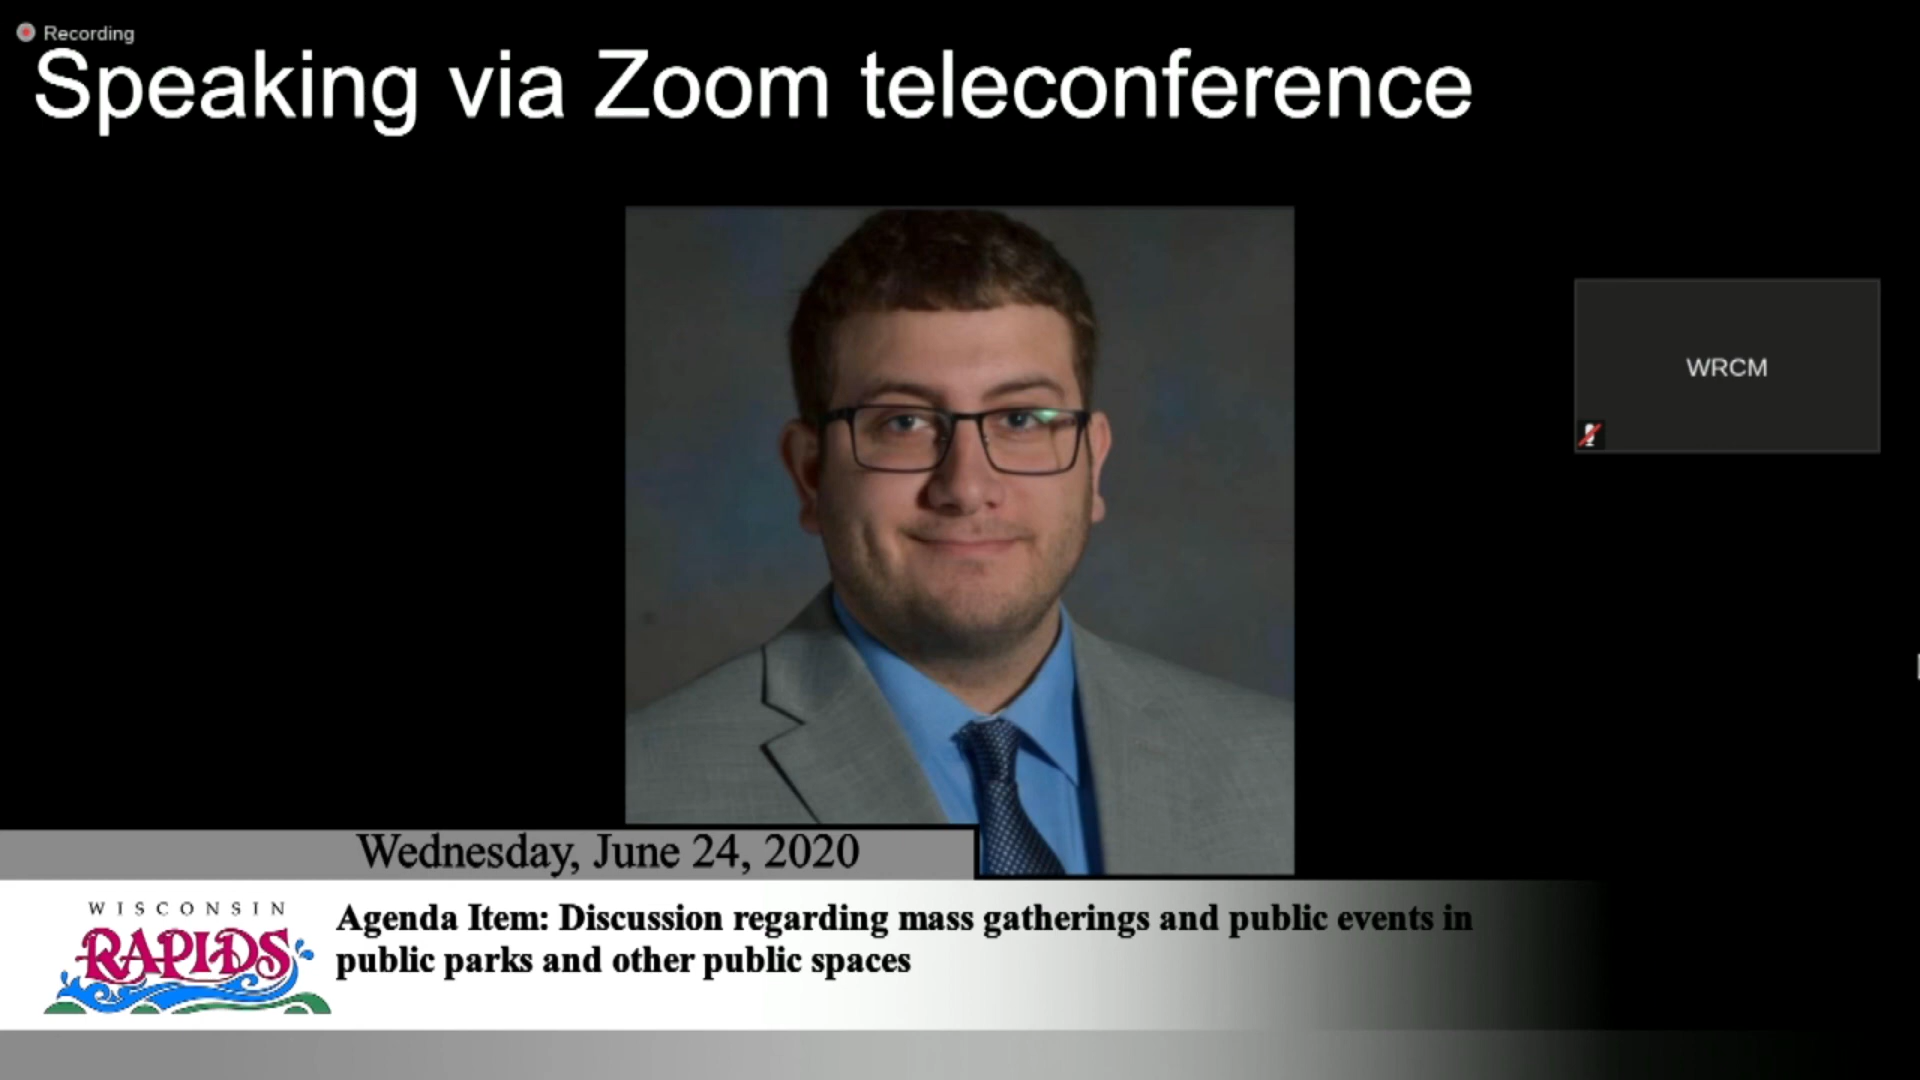 Recording
Speaking via Zoom teleconference
WRCM
Wednesday, June 24, 2020
WISCONSIN
RAPIDS
Agenda Item: Discussion regarding mass gatherings and public events in
public parks and other public spaces